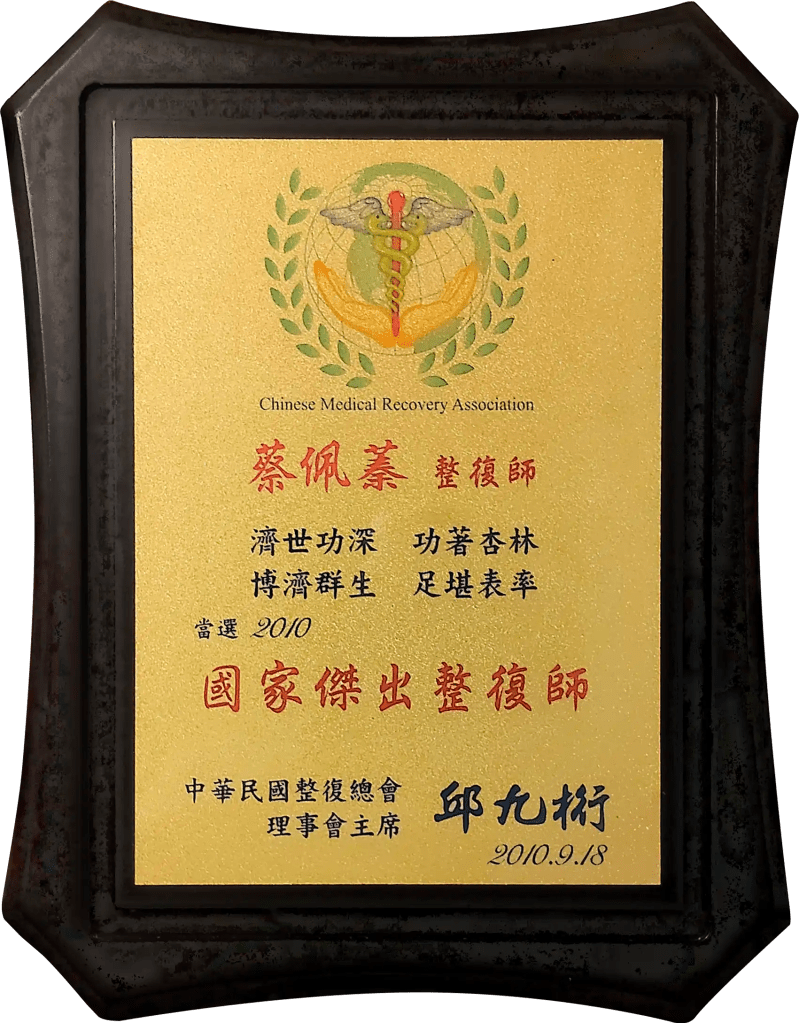 Chinese Medical Recovery Association
蔡佩蓁 整復師
濟世功深 功著杏林
博濟群生 足堪表率
當選 2010
國家傑出整復師
中華民國整復總會
理事會主席 邱九桁
2010.9.18